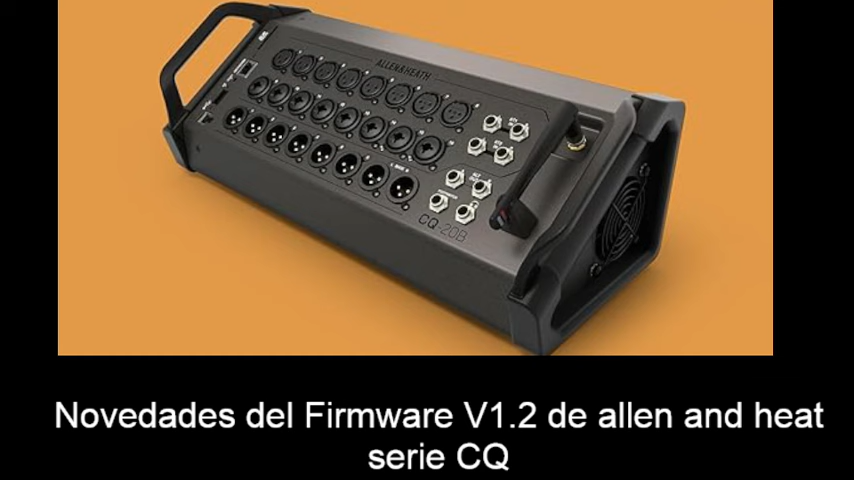 ALLEN&HEATH
CQ-20B
Novedades del Firmware V1.2 de allen and heat
serie CQ